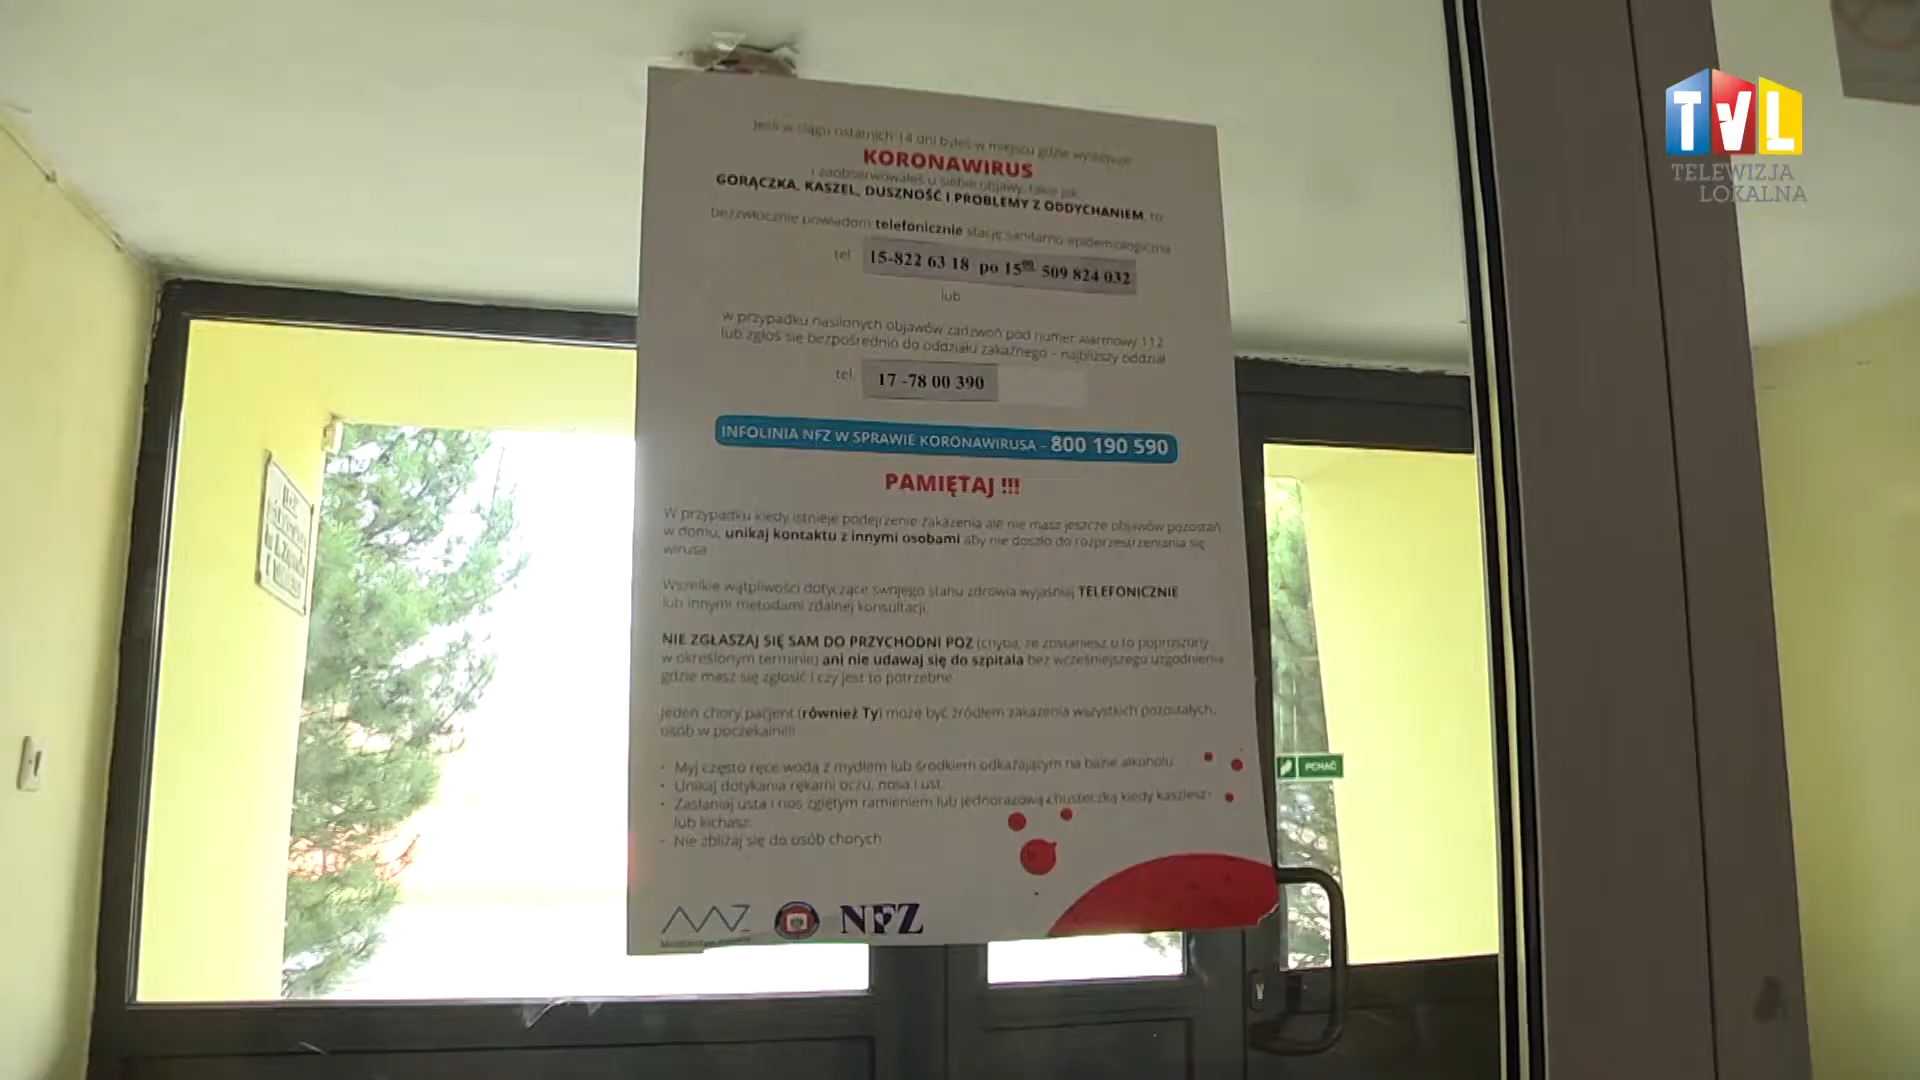 TVL
TELEWIZJA
LOKALNA
Jeśli w ciągu ostatnich 14 dni byłeś w miejscu gdzie występuje
KORONAWIRUS
i zaobserwowałeś u siebie objawy, takie jak
GORĄCZKA, KASZEL, DUSZNOŚĆ I PROBLEMY Z ODDYCHANIEM, to
bezzwłocznie powiadom telefonicznie stację sanitarno epidemiologiczną
tel 15-822 63 18 po 15⁰⁰ 509 824 032
lub
w przypadku nasilonych objawów zadzwoń pod numer alarmowy 112
lub zgłoś się bezpośrednio do oddziału zakaźnego - najbliższy oddział
tel. 17 -78 00 390
INFOLINIA NFZ W SPRAWIE KORONAWIRUSA - 800 190 590
PAMIĘTAJ !!!
W przypadku kiedy istnieje podejrzenie zakażenia ale nie masz jeszcze objawów pozostań
w domu, unikaj kontaktu z innymi osobami aby nie doszło do rozprzestrzeniania się
wirusa
Wszelkie wątpliwości dotyczące swojego stanu zdrowia wyjaśniaj TELEFONICZNIE
lub innymi metodami zdalnej konsultacji.
NIE ZGŁASZAJ SIĘ SAM DO PRZYCHODNI POZ (chyba, że zostaniesz o to poproszony
w określonym terminie) ani nie udawaj się do szpitala bez wcześniejszego uzgodnienia
gdzie masz się zgłosić i czy jest to potrzebne.
Jeden chory pacjent (również Ty) może być źródłem zakażenia wszystkich pozostałych,
osób w poczekalni!!!
• Myj często ręce wodą z mydłem lub środkiem odkażającym na bazie alkoholu.
• Unikaj dotykania rękami oczu, nosa i ust.
• Zasłaniaj usta i nos zgiętym ramieniem lub jednorazową chusteczką kiedy kaszlesz
lub kichasz.
• Nie zbliżaj się do osób chorych
NFZ
PCHAĆ